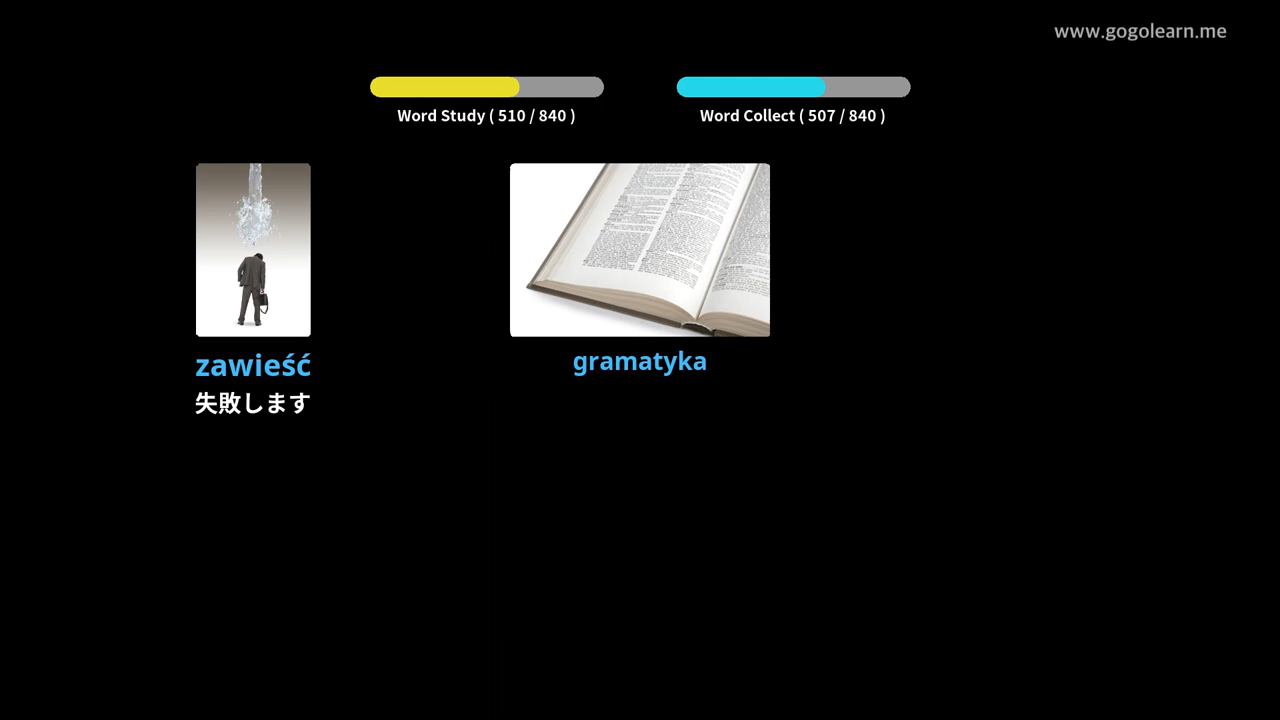 www.gogolearn.me
Word Study ( 510 / 840 )
Word Collect ( 507 / 840 )
zawieść
失敗します
gramatyka